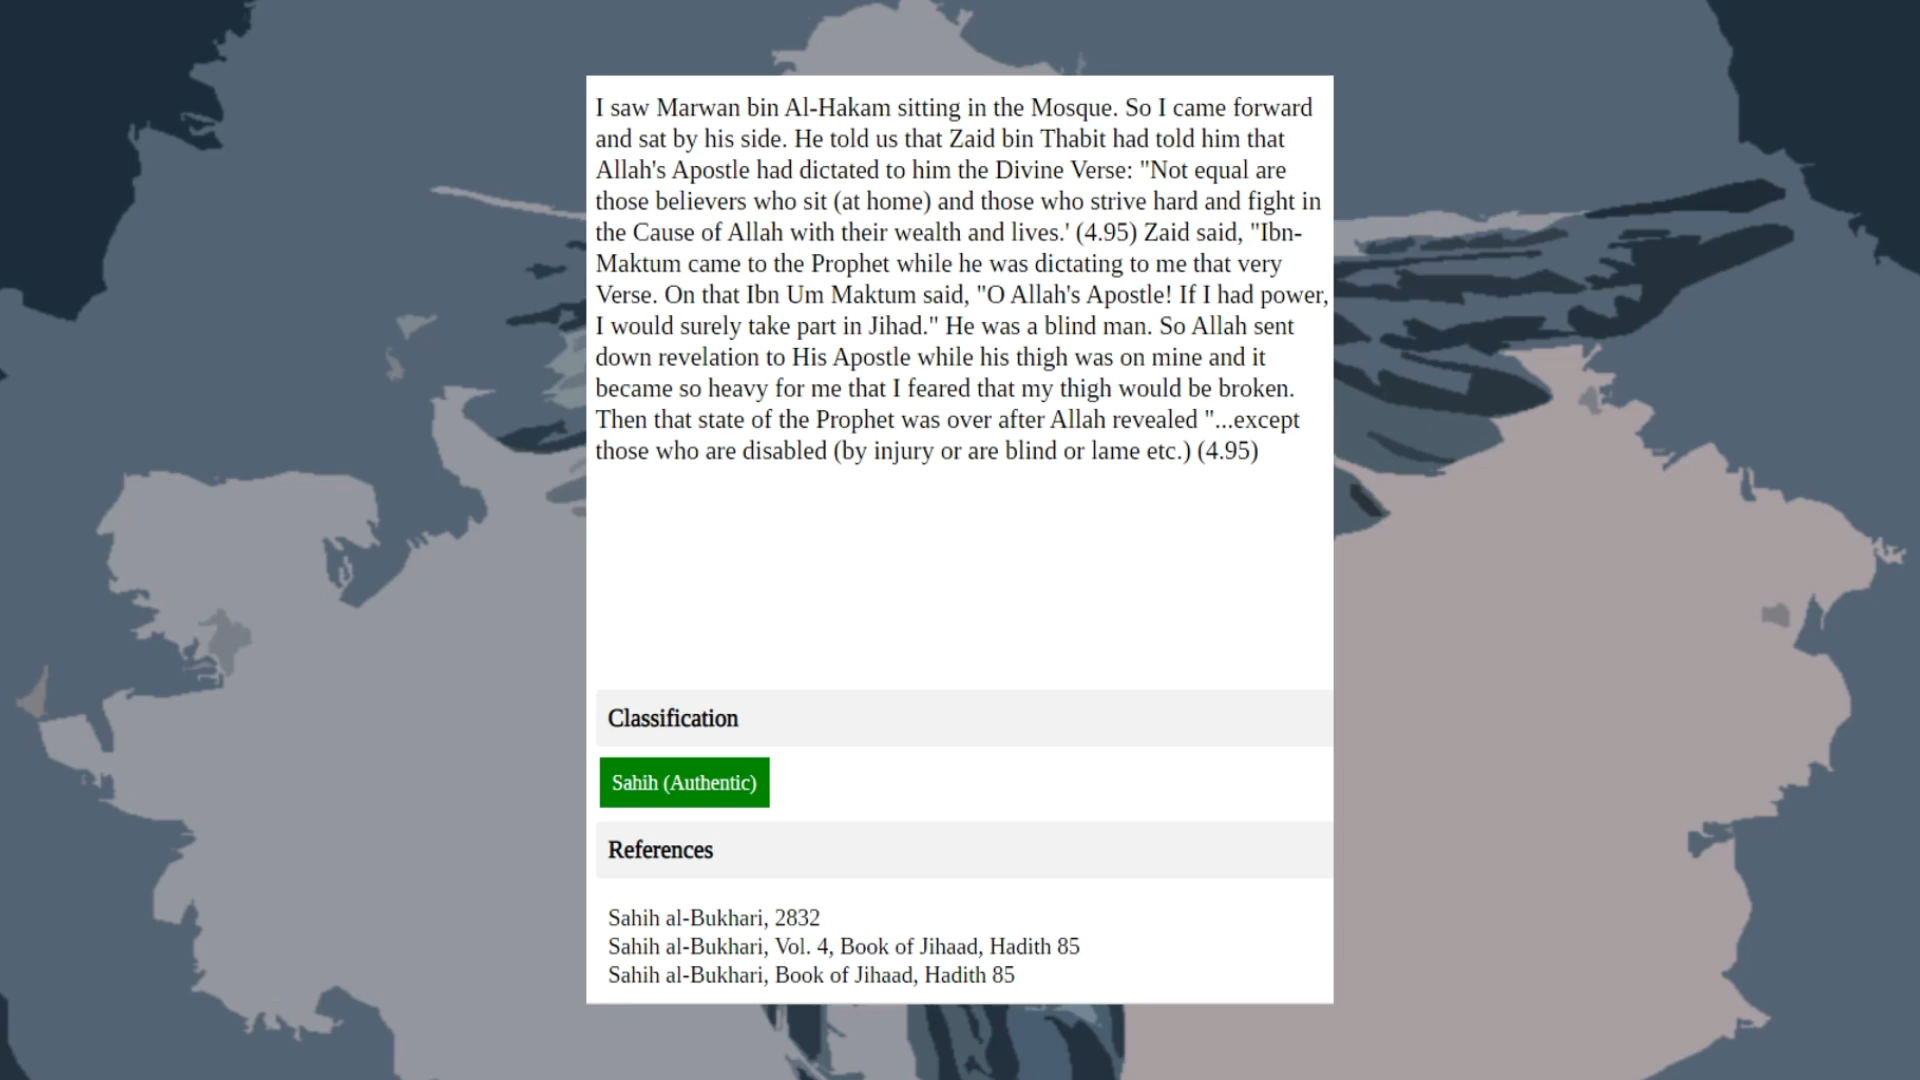 I saw Marwan bin Al-Hakam sitting in the Mosque. So I came forward
and sat by his side. He told us that Zaid bin Thabit had told him that
Allah's Apostle had dictated to him the Divine Verse: "Not equal are
those believers who sit (at home) and those who strive hard and fight in
the Cause of Allah with their wealth and lives.' (4.95) Zaid said, "Ibn-
Maktum came to the Prophet while he was dictating to me that very
Verse. On that Ibn Um Maktum said, "O Allah's Apostle! If I had power,
I would surely take part in Jihad." He was a blind man. So Allah sent
down revelation to His Apostle while his thigh was on mine and it
became so heavy for me that I feared that my thigh would be broken.
Then that state of the Prophet was over after Allah revealed "...except
those who are disabled (by injury or are blind or lame etc.) (4.95)
Classification
Sahih (Authentic)
References
Sahih al-Bukhari, 2832
Sahih al-Bukhari, Vol. 4, Book of Jihaad, Hadith 85
Sahih al-Bukhari, Book of Jihaad, Hadith 85